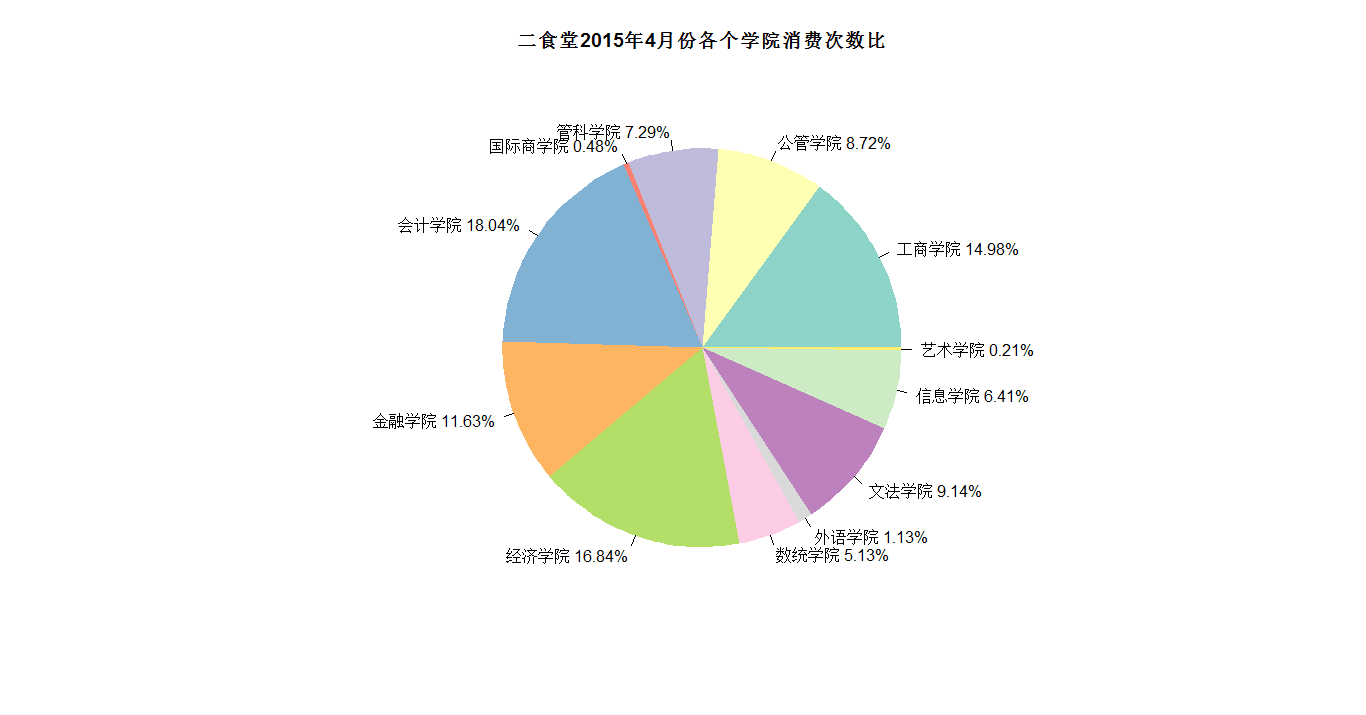 二食堂2015年4月份各个学院消费次数比
管科学院 7.29%
国际商学院 0.48%
公管学院 8.72%
会计学院 18.04%
工商学院 14.98%
艺术学院 0.21%
信息学院 6.41%
金融学院 11.63%
文法学院 9.14%
外语学院 1.13%
经济学院 16.84%
数统学院 5.13%